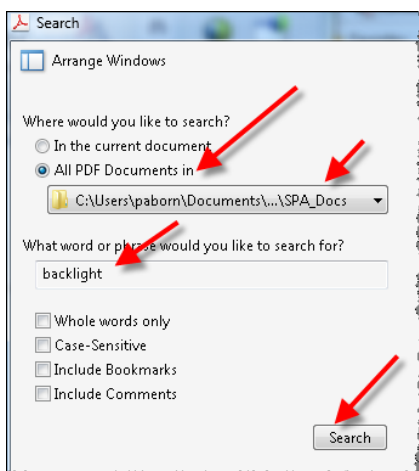 Search
Arrange Windows
Where would you like to search?
In the current document
All PDF Documents in
C:\Users\paborn\Documents\...\SPA_Docs
What word or phrase would you like to search for?
backlight
Whole words only
Case-Sensitive
Include Bookmarks
Include Comments
Search